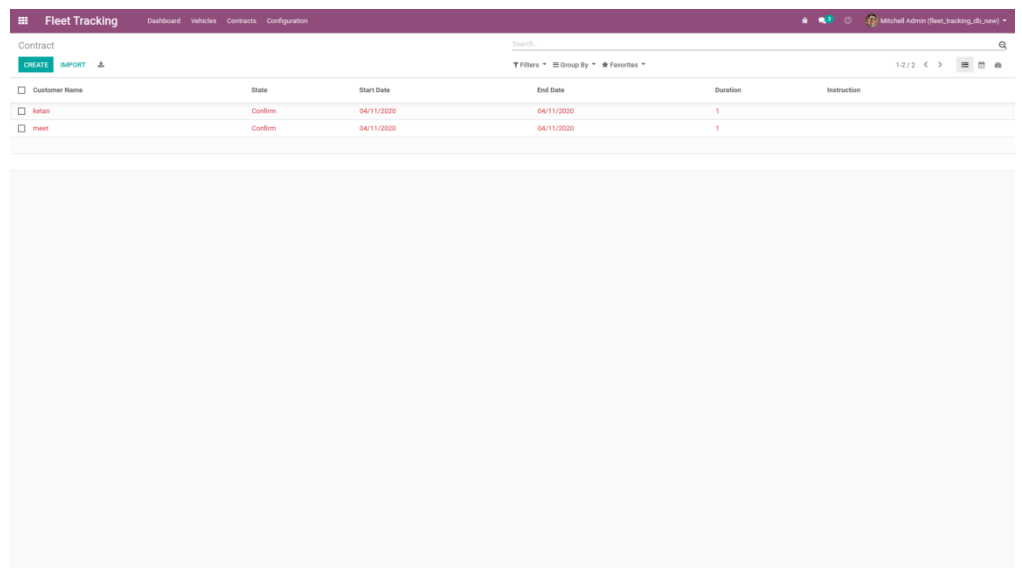 Fleet Tracking Dashboard Vehicles Contracts Configuration 2 Mitchell Admin (fleet_tracking_db_new)
Contract Search...
CREATE IMPORT Filters Group By Favorites 1-2 / 2
Customer Name State Start Date End Date Duration Instruction
ketan Confirm 04/11/2020 04/11/2020 1
meet Confirm 04/11/2020 04/11/2020 1